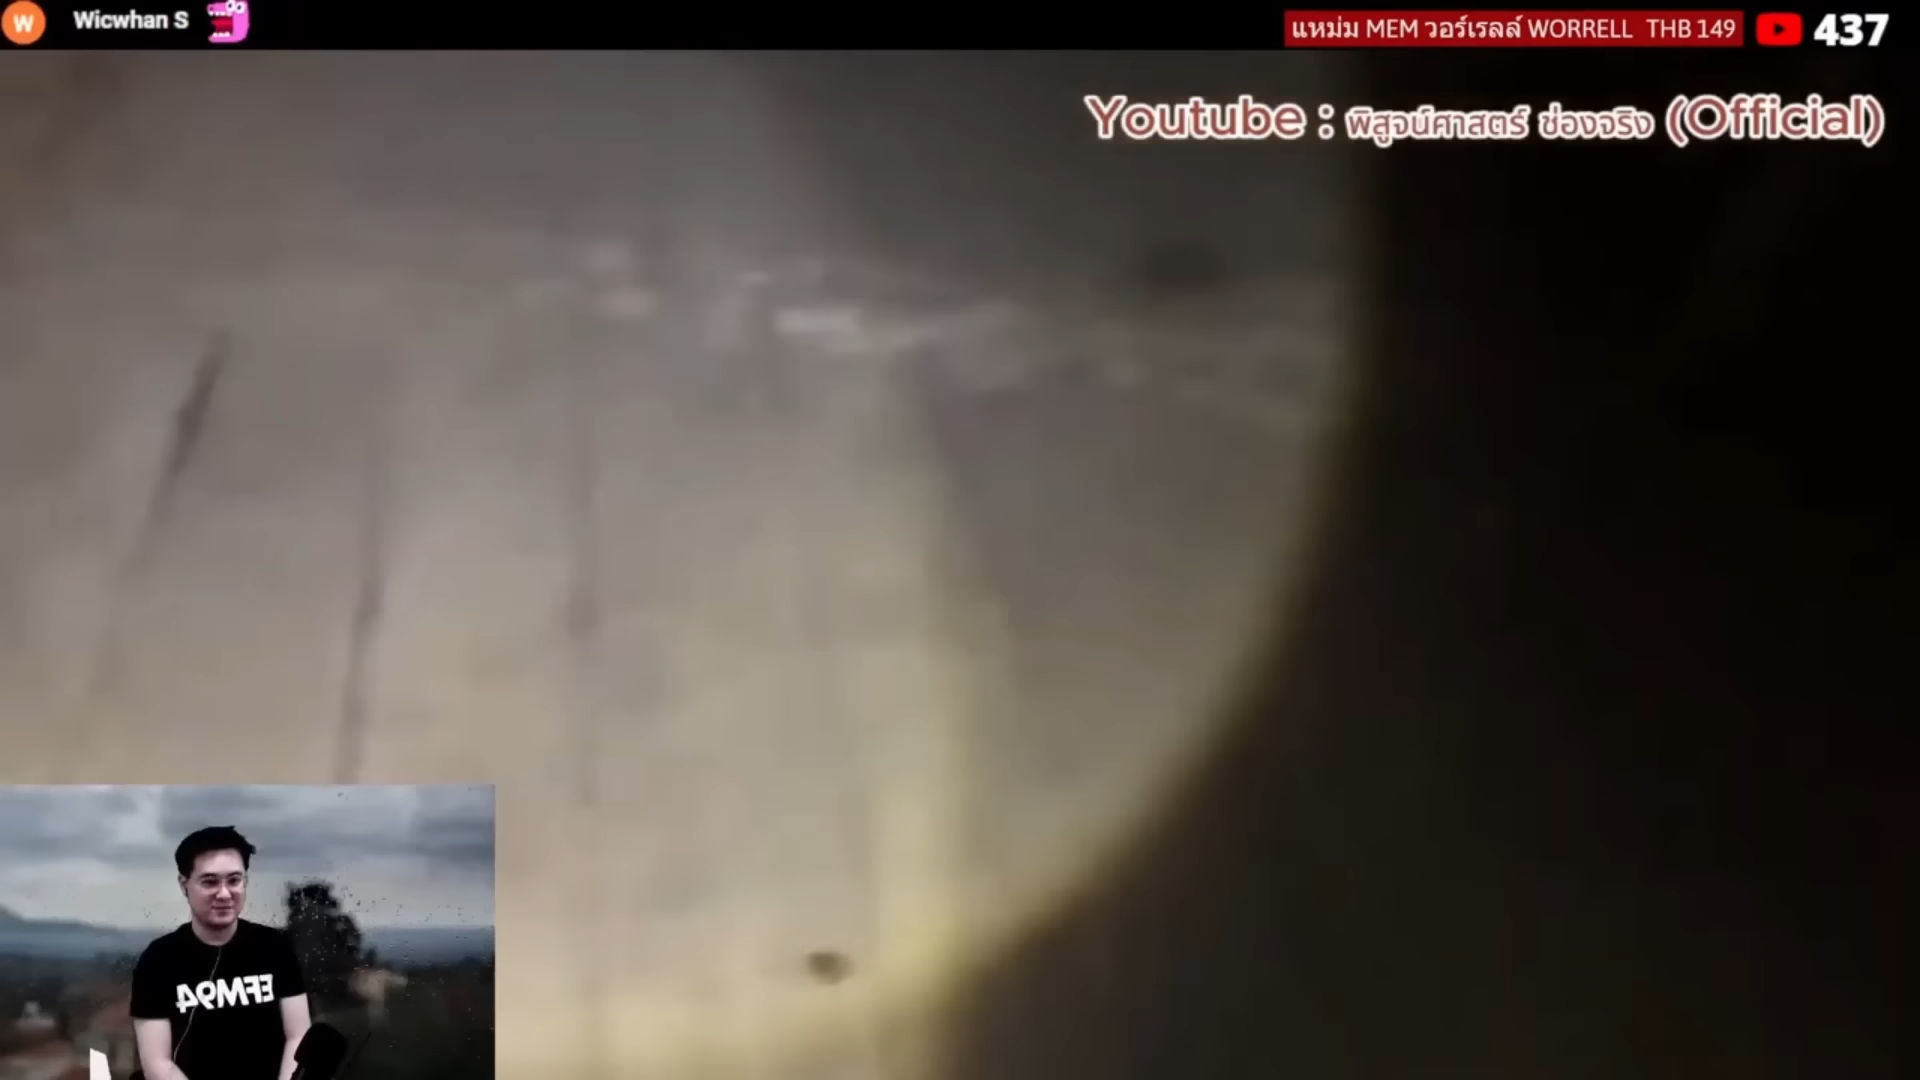 W Wicwhan S
แหม่ม MEM วอร์เรลล์ WORRELL THB 149 437
Youtube : พิสูจน์ศาสตร์ ช่องจริง (Official)
EFM94